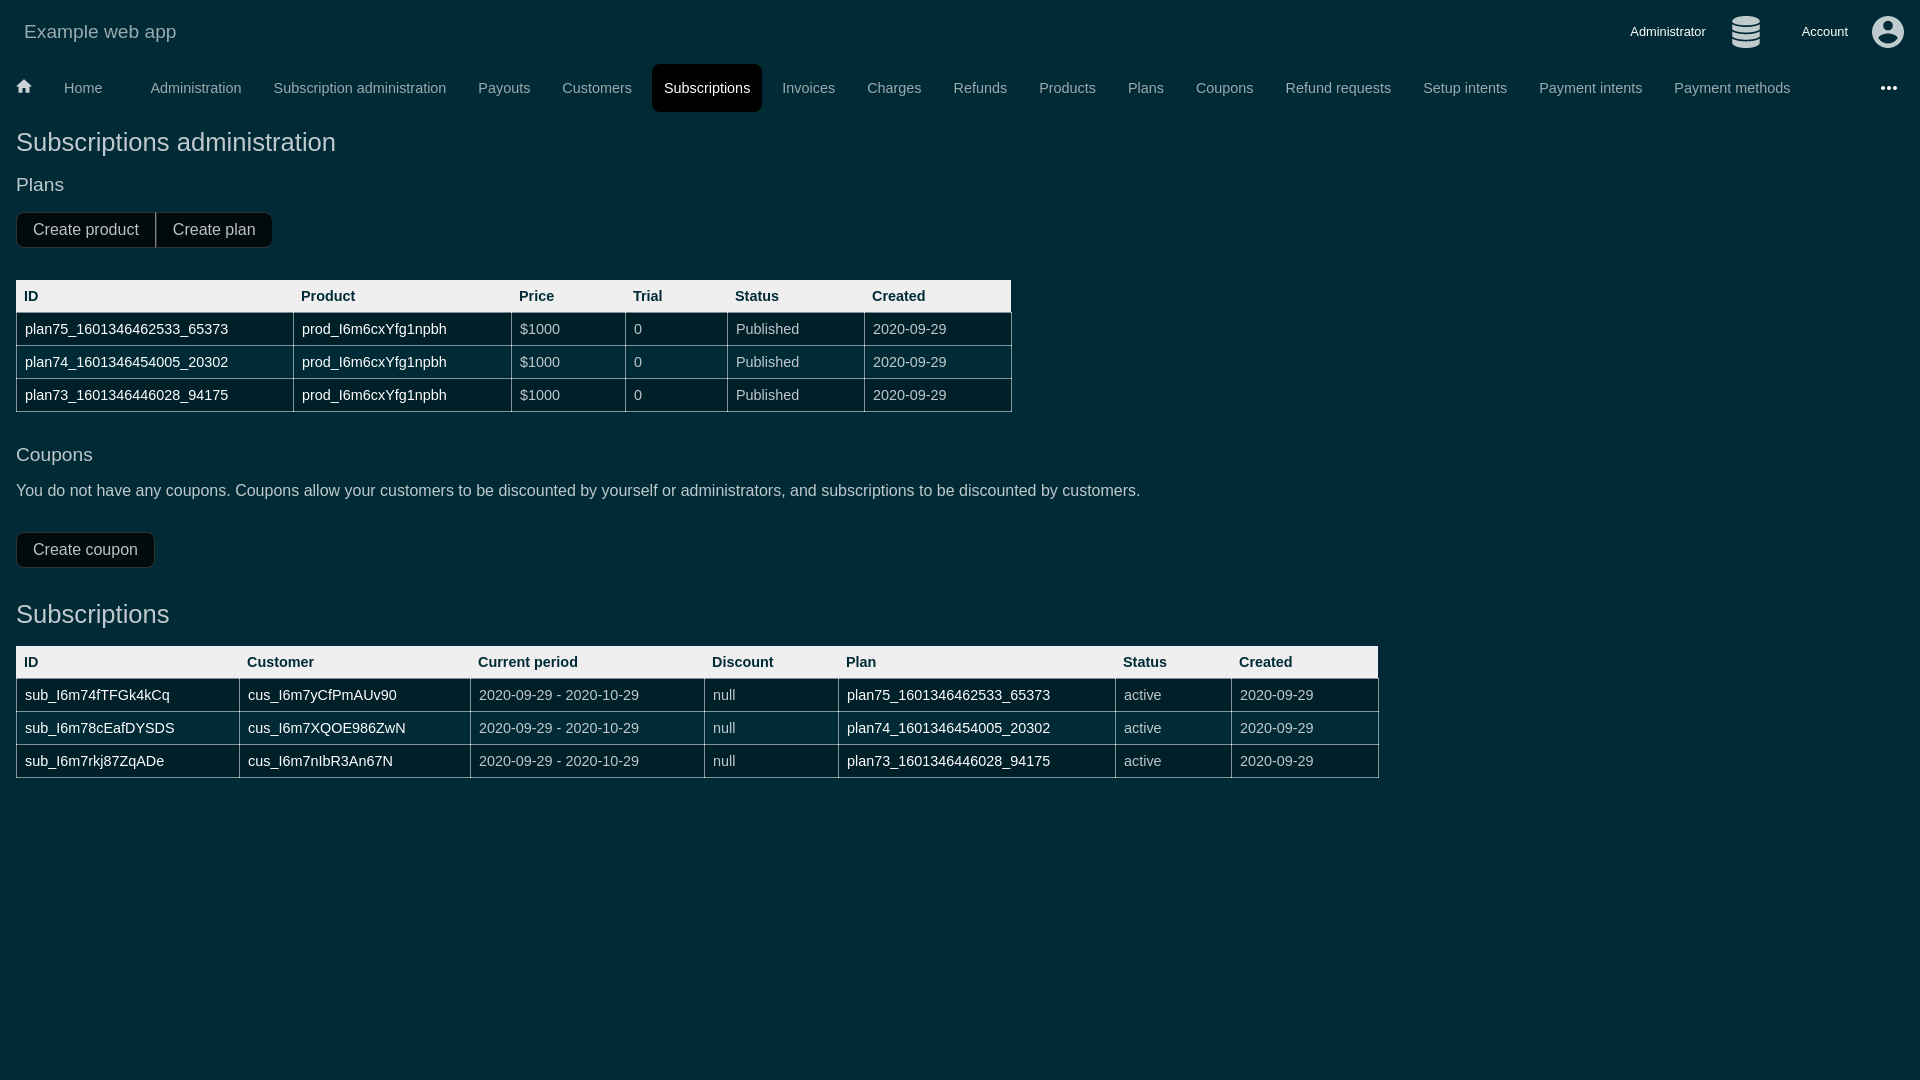 Example web app
Administrator
Account
Home Administration Subscription administration Payouts Customers Subscriptions Invoices Charges Refunds Products Plans Coupons Refund requests Setup intents Payment intents Payment methods
Subscriptions administration
Plans
Create product Create plan
ID Product Price Trial Status Created
plan75_1601346462533_65373 prod_I6m6cxYfg1npbh $1000 0 Published 2020-09-29
plan74_1601346454005_20302 prod_I6m6cxYfg1npbh $1000 0 Published 2020-09-29
plan73_1601346446028_94175 prod_I6m6cxYfg1npbh $1000 0 Published 2020-09-29
Coupons
You do not have any coupons. Coupons allow your customers to be discounted by yourself or administrators, and subscriptions to be discounted by customers.
Create coupon
Subscriptions
ID Customer Current period Discount Plan Status Created
sub_I6m74fTFGk4kCq cus_I6m7yCfPmAUv90 2020-09-29 - 2020-10-29 null plan75_1601346462533_65373 active 2020-09-29
sub_I6m78cEafDYSDS cus_I6m7XQOE986ZwN 2020-09-29 - 2020-10-29 null plan74_1601346454005_20302 active 2020-09-29
sub_I6m7rkj87ZqADe cus_I6m7nIbR3An67N 2020-09-29 - 2020-10-29 null plan73_1601346446028_94175 active 2020-09-29